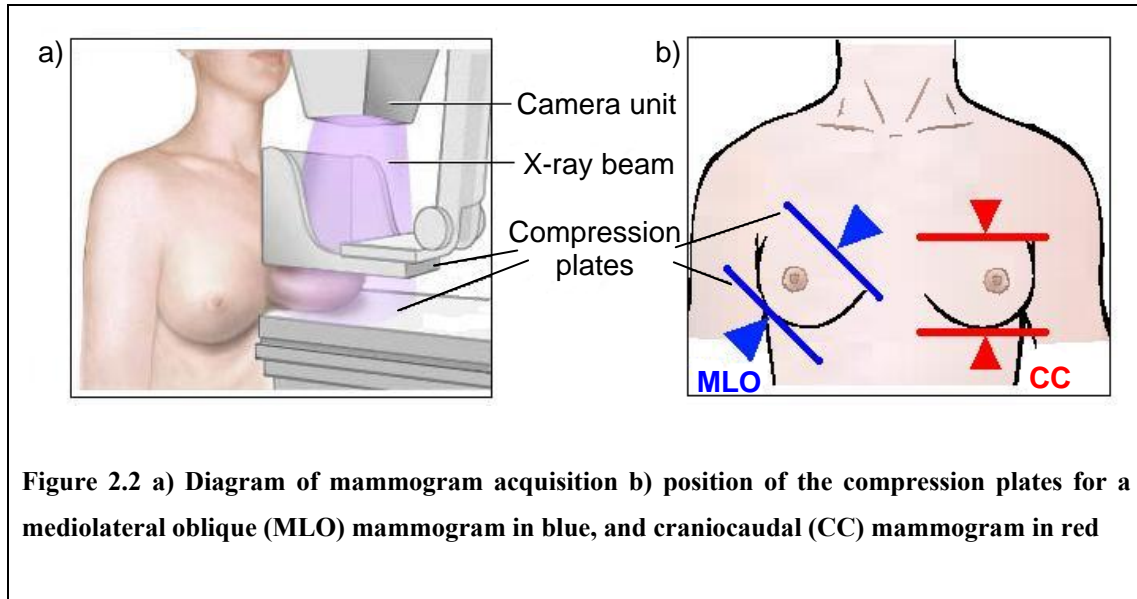 a)
Camera unit
X-ray beam
Compression
plates
b)
MLO
CC
Figure 2.2 a) Diagram of mammogram acquisition b) position of the compression plates for a
mediolateral oblique (MLO) mammogram in blue, and craniocaudal (CC) mammogram in red